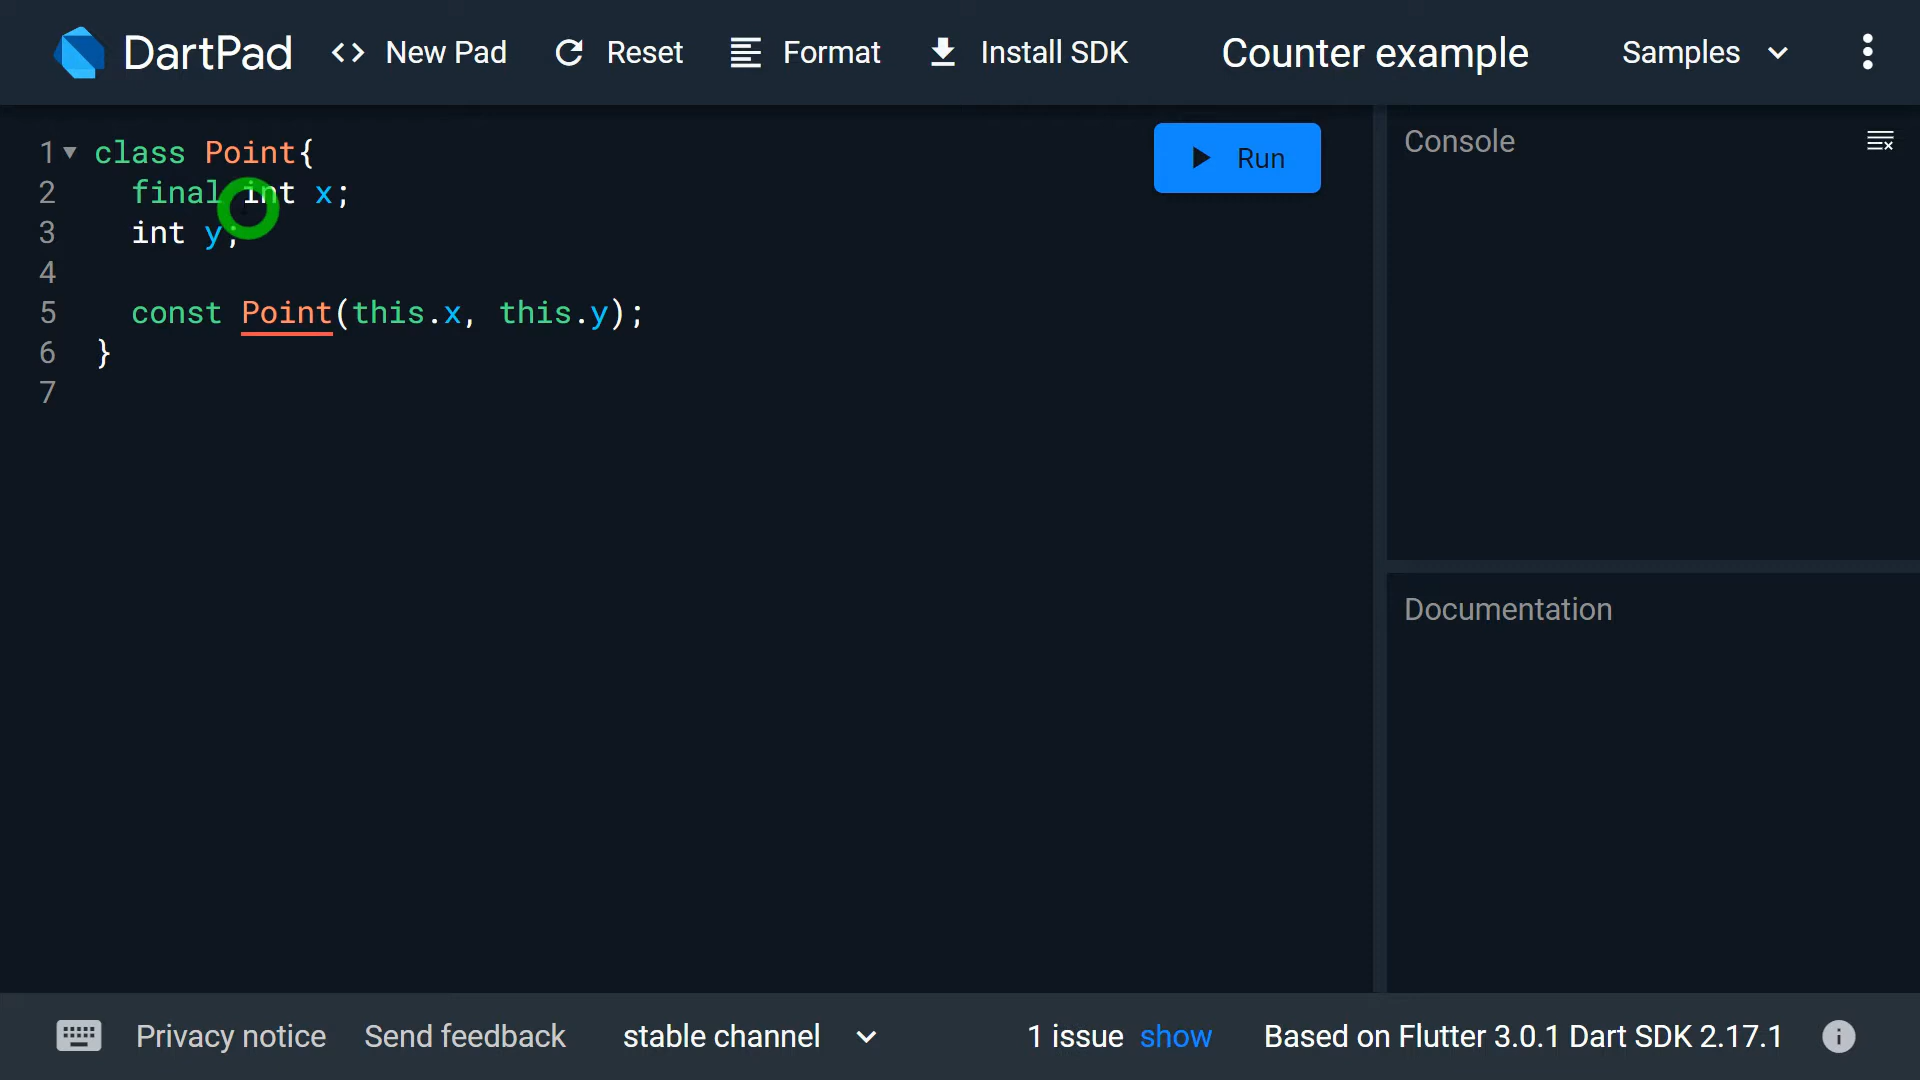 DartPad <> New Pad Reset Format Install SDK Counter example Samples
1 class Point{
2 final int x;
3 int y;
4
5 const Point(this.x, this.y);
6 }
7
Run
Console
Documentation
Privacy notice Send feedback stable channel 1 issue show Based on Flutter 3.0.1 Dart SDK 2.17.1